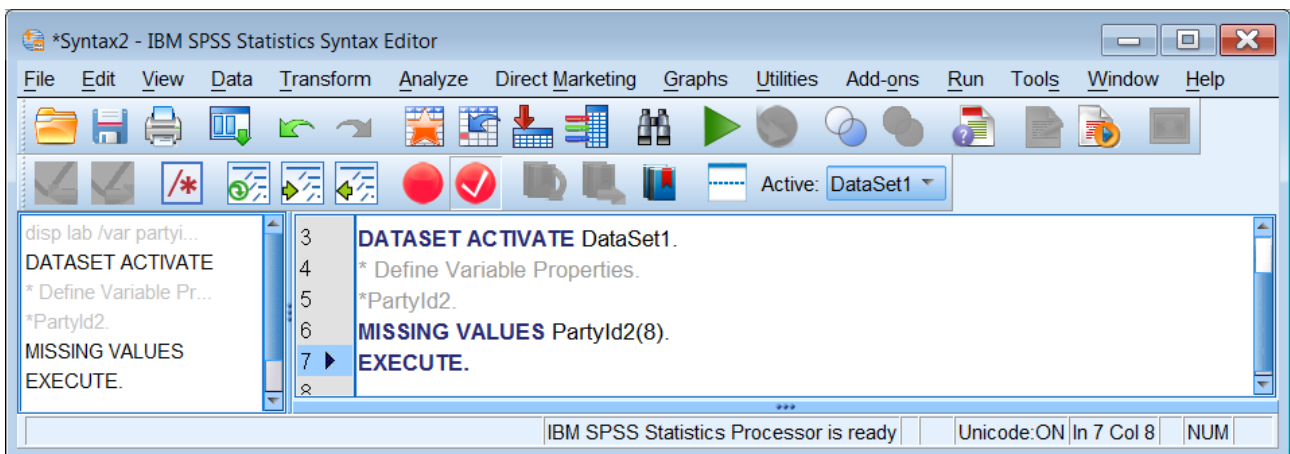 *Syntax2 - IBM SPSS Statistics Syntax Editor
File Edit View Data Transform Analyze Direct Marketing Graphs Utilities Add-ons Run Tools Window Help
/*
Active: DataSet1
disp lab /var partyi...
DATASET ACTIVATE
* Define Variable Pr...
*PartyId2.
MISSING VALUES
EXECUTE.
3 DATASET ACTIVATE DataSet1.
4 * Define Variable Properties.
5 *PartyId2.
6 MISSING VALUES PartyId2(8).
7 EXECUTE.
8
IBM SPSS Statistics Processor is ready Unicode:ON In 7 Col 8 NUM